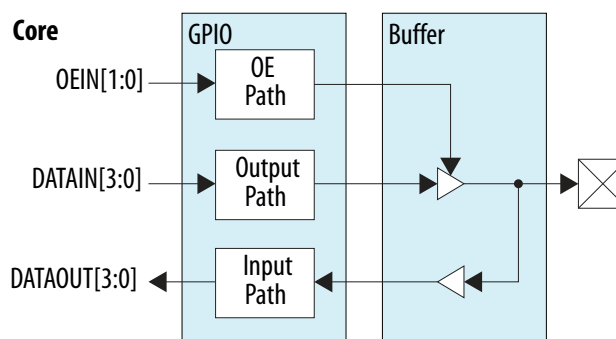 Core
GPIO
Buffer
OEIN[1:0]
OE
Path
DATAIN[3:0]
Output
Path
DATAOUT[3:0]
Input
Path